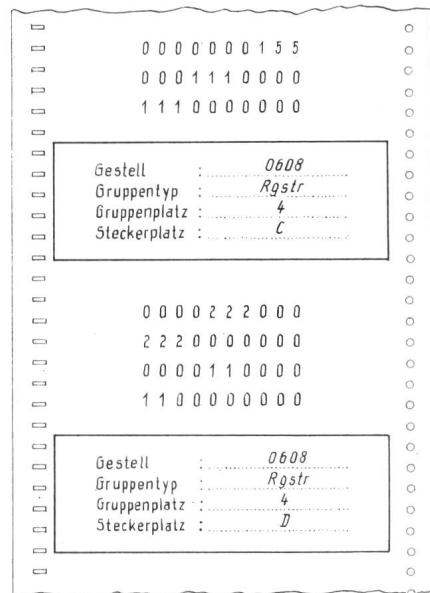 0 0 0 0 0 0 0 1 5 5
0 0 0 1 1 1 0 0 0 0
1 1 1 0 0 0 0 0 0 0
Gestell : 0608
Gruppentyp : Rgstr
Gruppenplatz : 4
Steckerplatz : C
0 0 0 0 2 2 2 0 0 0
2 2 2 0 0 0 0 0 0 0
0 0 0 0 1 1 0 0 0 0
1 1 0 0 0 0 0 0 0 0
Gestell : 0608
Gruppentyp : Rgstr
Gruppenplatz : 4
Steckerplatz : D